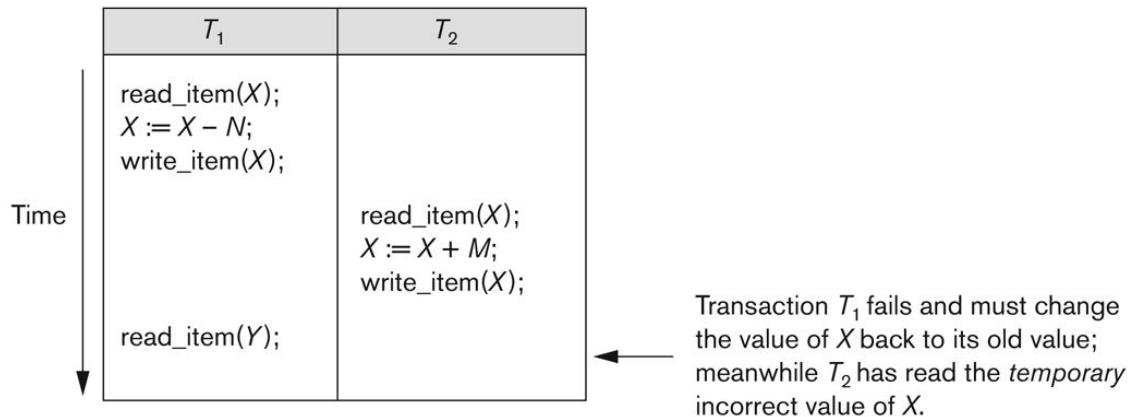 T₁ T₂
read_item(X);
X := X – N;
write_item(X);
Time
read_item(X);
X := X + M;
write_item(X);
read_item(Y);
Transaction T₁ fails and must change
the value of X back to its old value;
meanwhile T₂ has read the temporary
incorrect value of X.